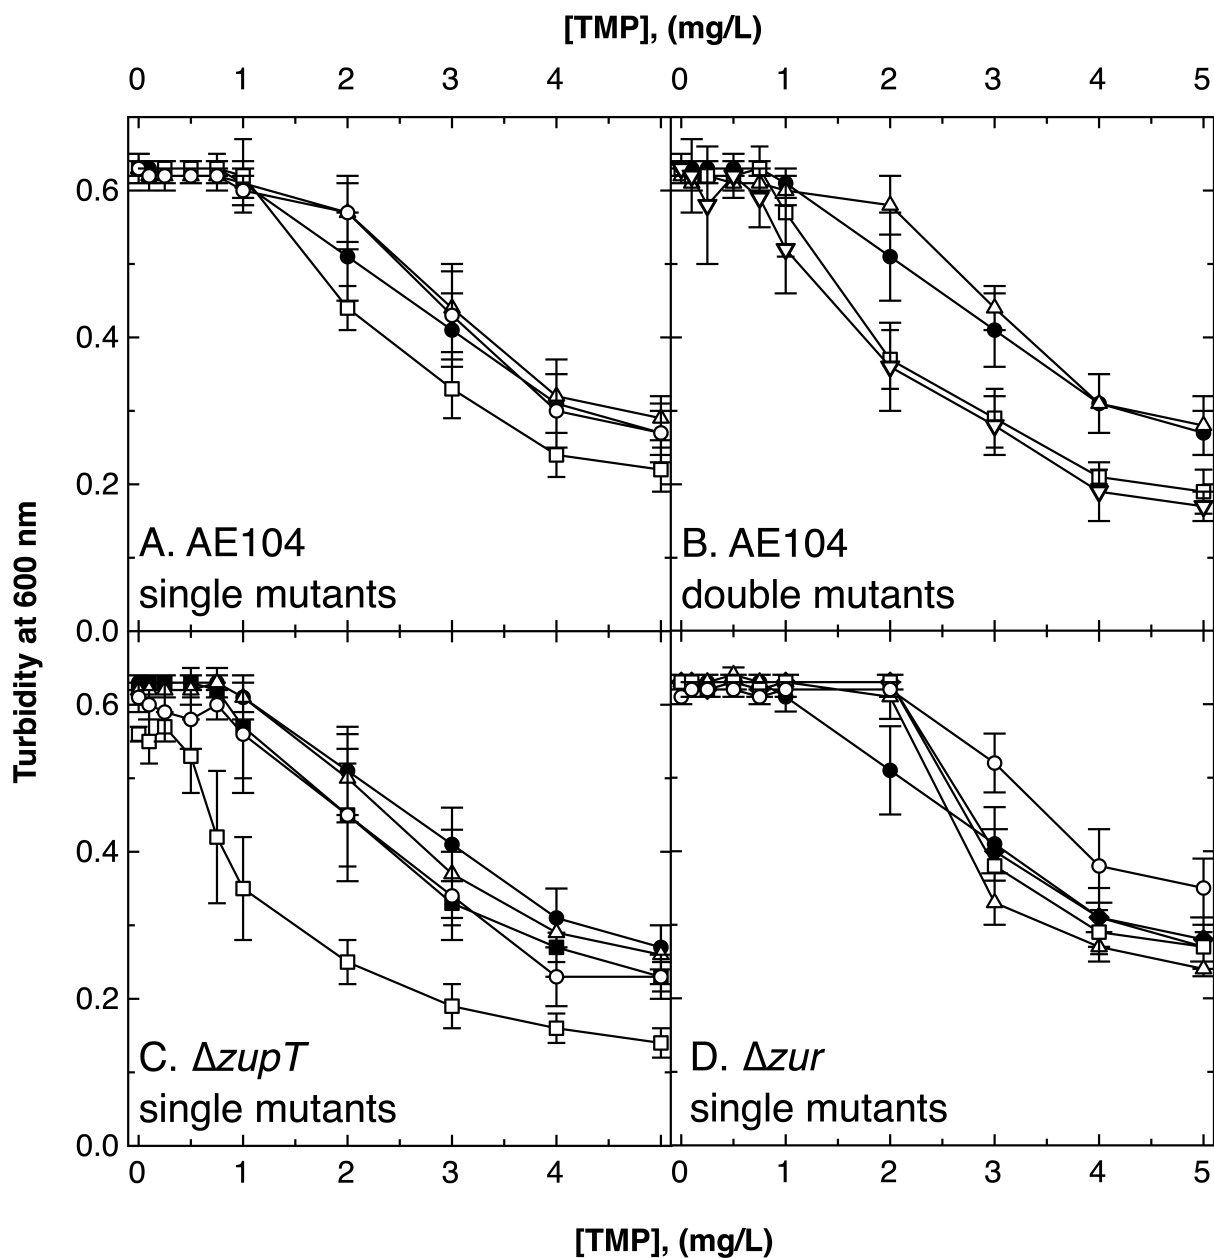 [TMP], (mg/L)
0 1 2 3 4 0 1 2 3 4 5
Turbidity at 600 nm
0.6
0.4
0.2
0.0
A. AE104
single mutants
B. AE104
double mutants
0.6
0.4
0.2
0.0
C. ΔzupT
single mutants
D. Δzur
single mutants
0 1 2 3 4 0 1 2 3 4 5
[TMP], (mg/L)